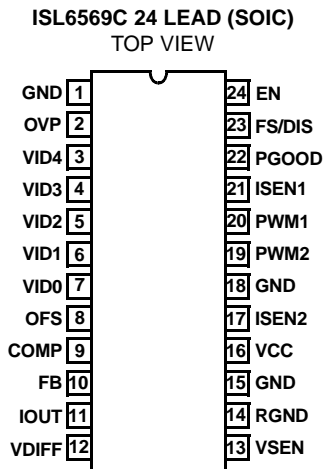 ISL6569C 24 LEAD (SOIC)
TOP VIEW
GND 1 24 EN
OVP 2 23 FS/DIS
VID4 3 22 PGOOD
VID3 4 21 ISEN1
VID2 5 20 PWM1
VID1 6 19 PWM2
VID0 7 18 GND
OFS 8 17 ISEN2
COMP 9 16 VCC
FB 10 15 GND
IOUT 11 14 RGND
VDIFF 12 13 VSEN